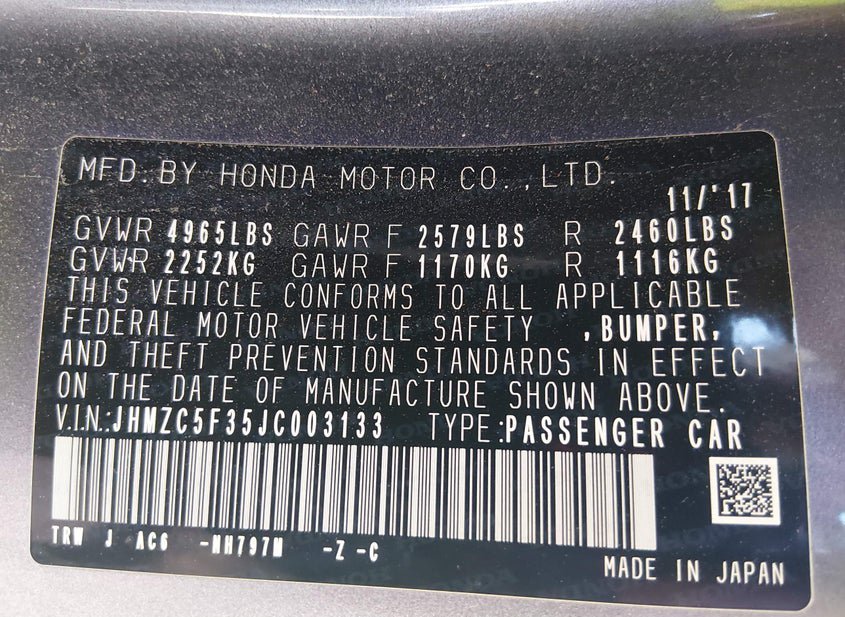 MFD. BY HONDA MOTOR CO., LTD.
11/'17
GVWR 4965LBS GAWR F 2579LBS R 2460LBS
GVWR 2252KG GAWR F 1170KG R 1116KG
THIS VEHICLE CONFORMS TO ALL APPLICABLE
FEDERAL MOTOR VEHICLE SAFETY ,BUMPER,
AND THEFT PREVENTION STANDARDS IN EFFECT
ON THE DATE OF MANUFACTURE SHOWN ABOVE.
V.I.N.:JHMZC5F35JC003133 TYPE:PASSENGER CAR
TRW J AC6 -NH797M -Z -C
MADE IN JAPAN